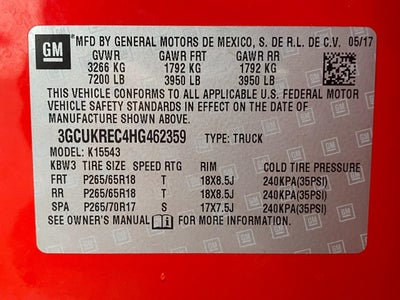 GM MFD BY GENERAL MOTORS DE MEXICO, S. DE R.L. DE C.V. 05/17
GVWR GAWR FRT GAWR RR
3266 KG 1792 KG 1792 KG
7200 LB 3950 LB 3950 LB
THIS VEHICLE CONFORMS TO ALL APPLICABLE U.S. FEDERAL MOTOR
VEHICLE SAFETY STANDARDS IN EFFECT ON THE DATE OF
MANUFACTURE SHOWN ABOVE.
3GCUKREC4HG462359 TYPE: TRUCK
MODEL: K15543
KBW3 TIRE SIZE SPEED RTG RIM COLD TIRE PRESSURE
FRT P265/65R18 T 18X8.5J 240KPA(35PSI)
RR P265/65R18 T 18X8.5J 240KPA(35PSI)
SPA P265/70R17 S 17X7.5J 240KPA(35PSI)
SEE OWNER'S MANUAL FOR MORE INFORMATION.